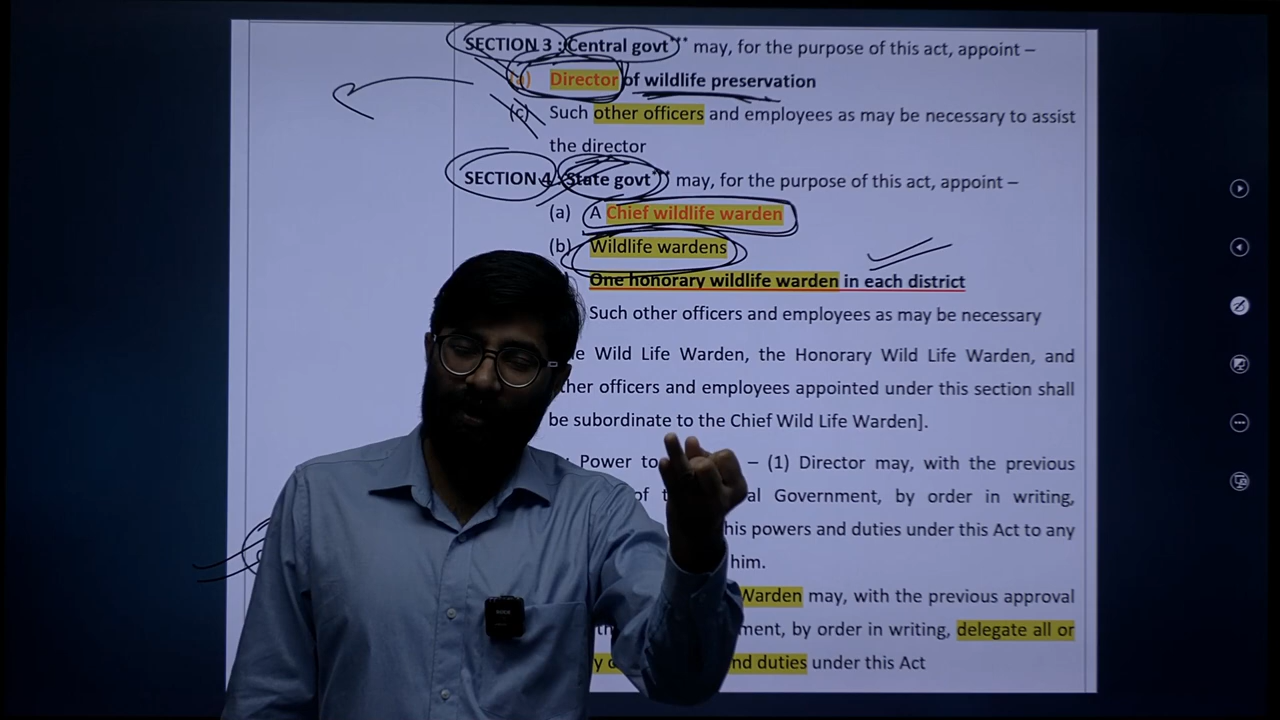 SECTION 3 : Central govt*** may, for the purpose of this act, appoint –
(a) Director of wildlife preservation
(c) Such other officers and employees as may be necessary to assist
the director
SECTION 4 State govt*** may, for the purpose of this act, appoint –
(a) A Chief wildlife warden
(b) Wildlife wardens
One honorary wildlife warden in each district
Such other officers and employees as may be necessary
Wild Life Warden, the Honorary Wild Life Warden, and
officers and employees appointed under this section shall
be subordinate to the Chief Wild Life Warden].
Power to – (1) Director may, with the previous
of Government, by order in writing,
his powers and duties under this Act to any
him.
Warden may, with the previous approval
by order in writing, delegate all or
duties under this Act